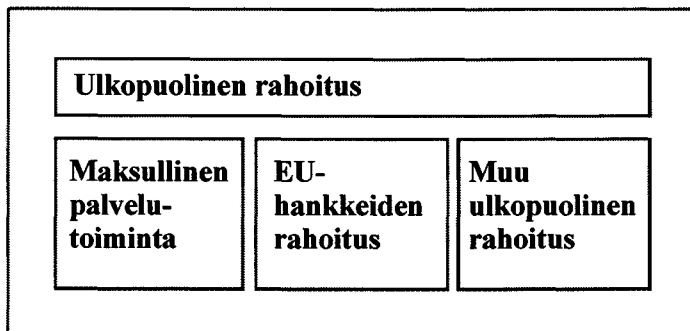 Ulkopuolinen rahoitus
Maksullinen
palvelu-
toiminta
EU-
hankkeiden
rahoitus
Muu
ulkopuolinen
rahoitus